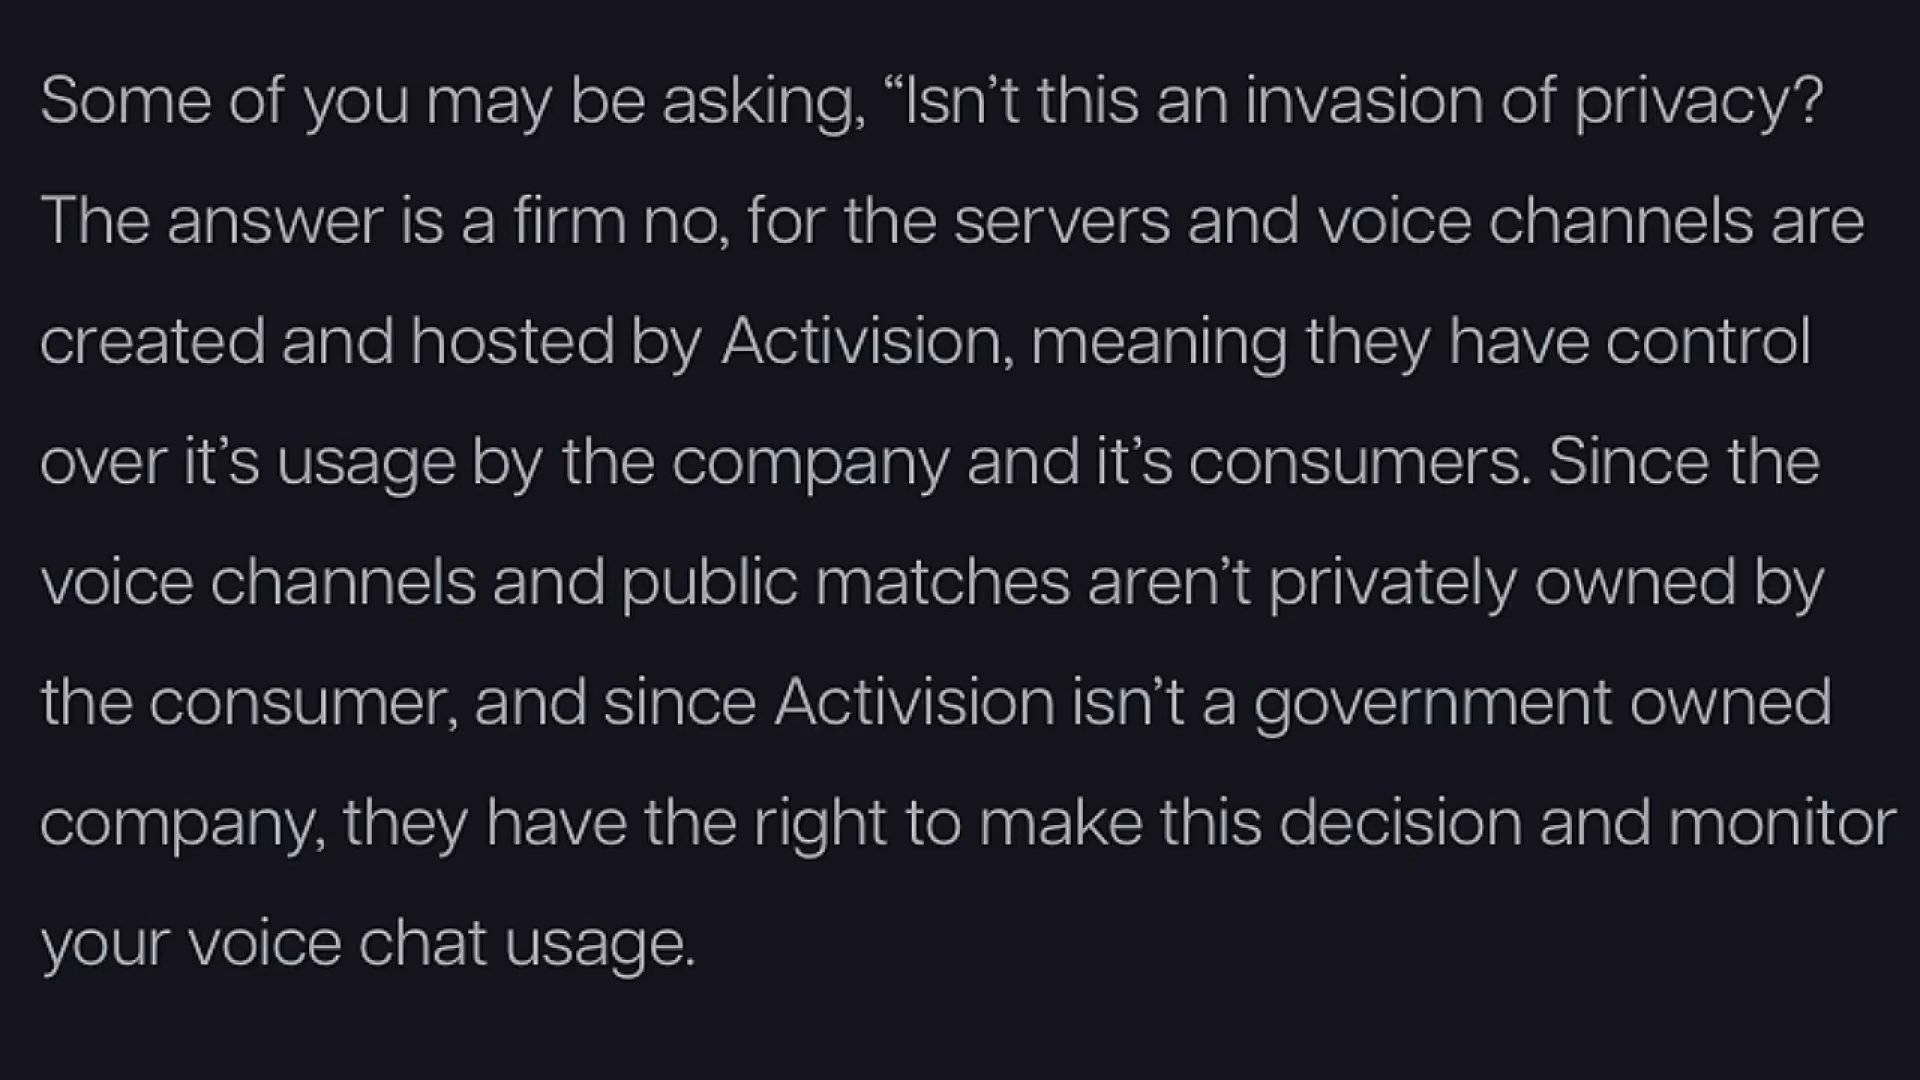 Some of you may be asking, “Isn’t this an invasion of privacy?
The answer is a firm no, for the servers and voice channels are
created and hosted by Activision, meaning they have control
over it’s usage by the company and it’s consumers. Since the
voice channels and public matches aren’t privately owned by
the consumer, and since Activision isn’t a government owned
company, they have the right to make this decision and monitor
your voice chat usage.